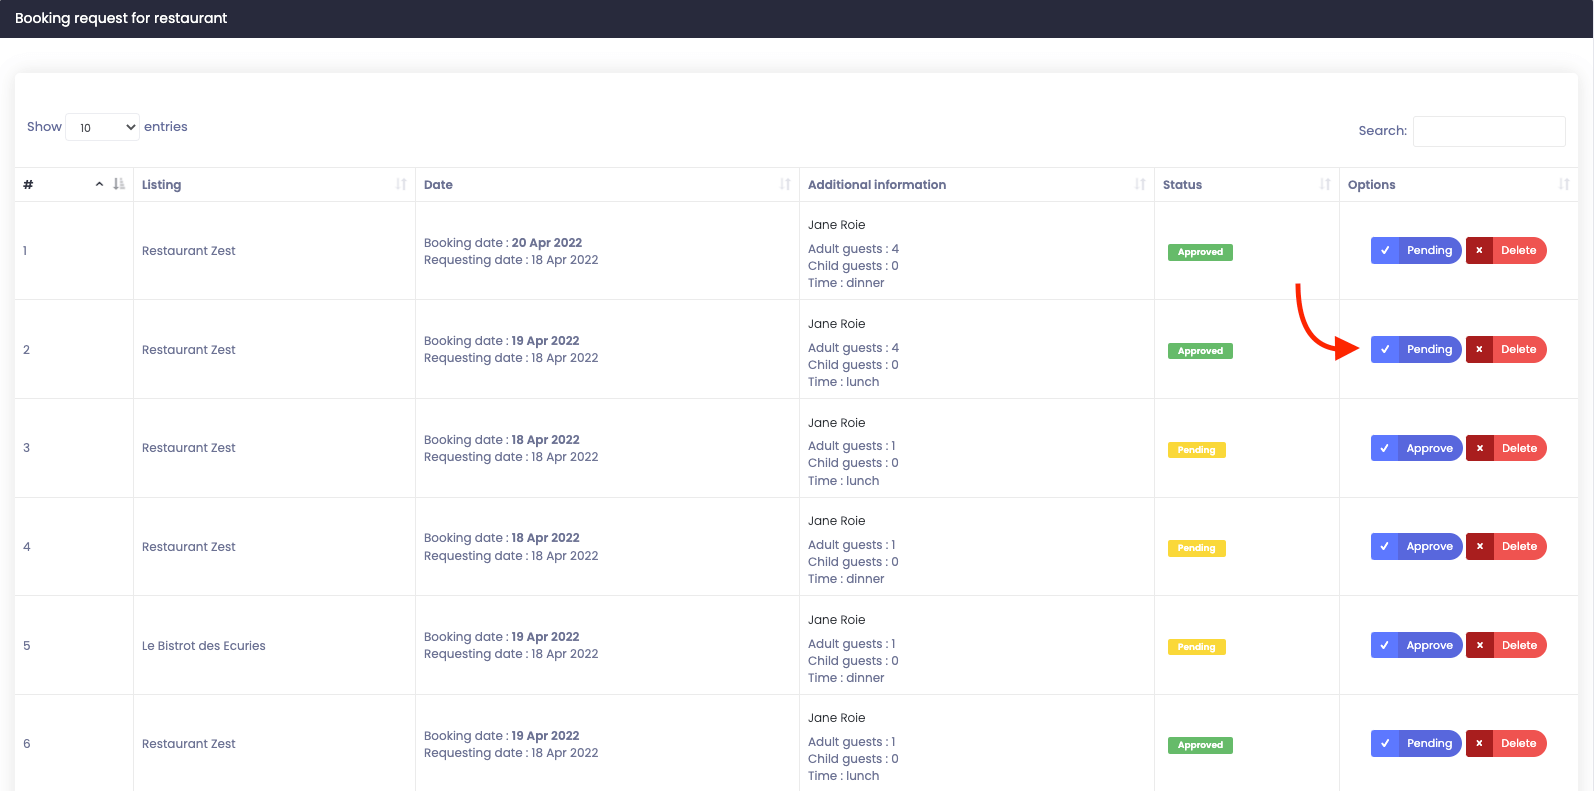 Booking request for restaurant
Show 10 entries
Search:
# Listing Date Additional information Status Options
1 Restaurant Zest
Booking date : 20 Apr 2022
Requesting date : 18 Apr 2022
Jane Roie
Adult guests : 4
Child guests : 0
Time : dinner
Approved
Pending Delete
2 Restaurant Zest
Booking date : 19 Apr 2022
Requesting date : 18 Apr 2022
Jane Roie
Adult guests : 4
Child guests : 0
Time : lunch
Approved
Pending Delete
3 Restaurant Zest
Booking date : 18 Apr 2022
Requesting date : 18 Apr 2022
Jane Roie
Adult guests : 1
Child guests : 0
Time : lunch
Pending
Approve Delete
4 Restaurant Zest
Booking date : 18 Apr 2022
Requesting date : 18 Apr 2022
Jane Roie
Adult guests : 1
Child guests : 0
Time : dinner
Pending
Approve Delete
5 Le Bistrot des Ecuries
Booking date : 19 Apr 2022
Requesting date : 18 Apr 2022
Jane Roie
Adult guests : 1
Child guests : 0
Time : dinner
Pending
Approve Delete
6 Restaurant Zest
Booking date : 19 Apr 2022
Requesting date : 18 Apr 2022
Jane Roie
Adult guests : 1
Child guests : 0
Time : lunch
Approved
Pending Delete